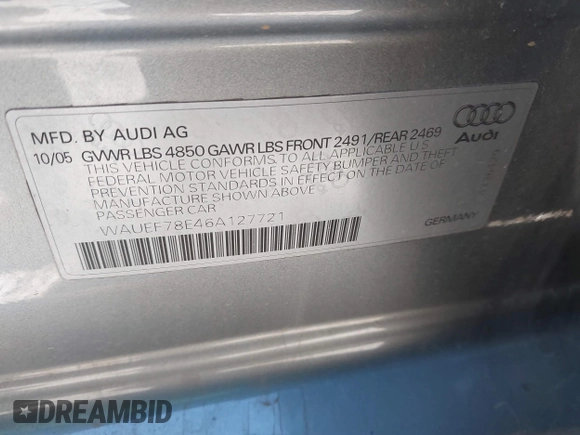 MFD. BY AUDI AG
10/05 GVWR LBS 4850 GAWR LBS FRONT 2491/REAR 2469
THIS VEHICLE CONFORMS TO ALL APPLICABLE U.S.
FEDERAL MOTOR VEHICLE SAFETY BUMPER AND THEFT
PREVENTION STANDARDS IN EFFECT ON THE DATE OF
MANUFACTURE SHOWN ABOVE
PASSENGER CAR
WAUEF78E46A127721
Audi
GERMANY
DREAMBID